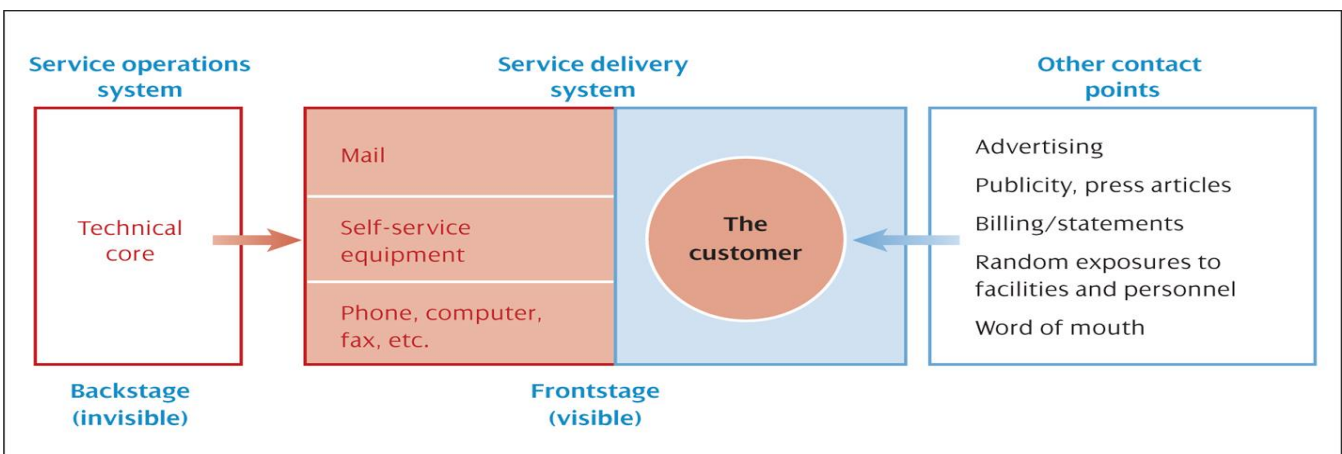 Service operations
system
Service delivery
system
Other contact
points
Technical
core
Mail
Self-service
equipment
Phone, computer,
fax, etc.
The
customer
Advertising
Publicity, press articles
Billing/statements
Random exposures to
facilities and personnel
Word of mouth
Backstage
(invisible)
Frontstage
(visible)